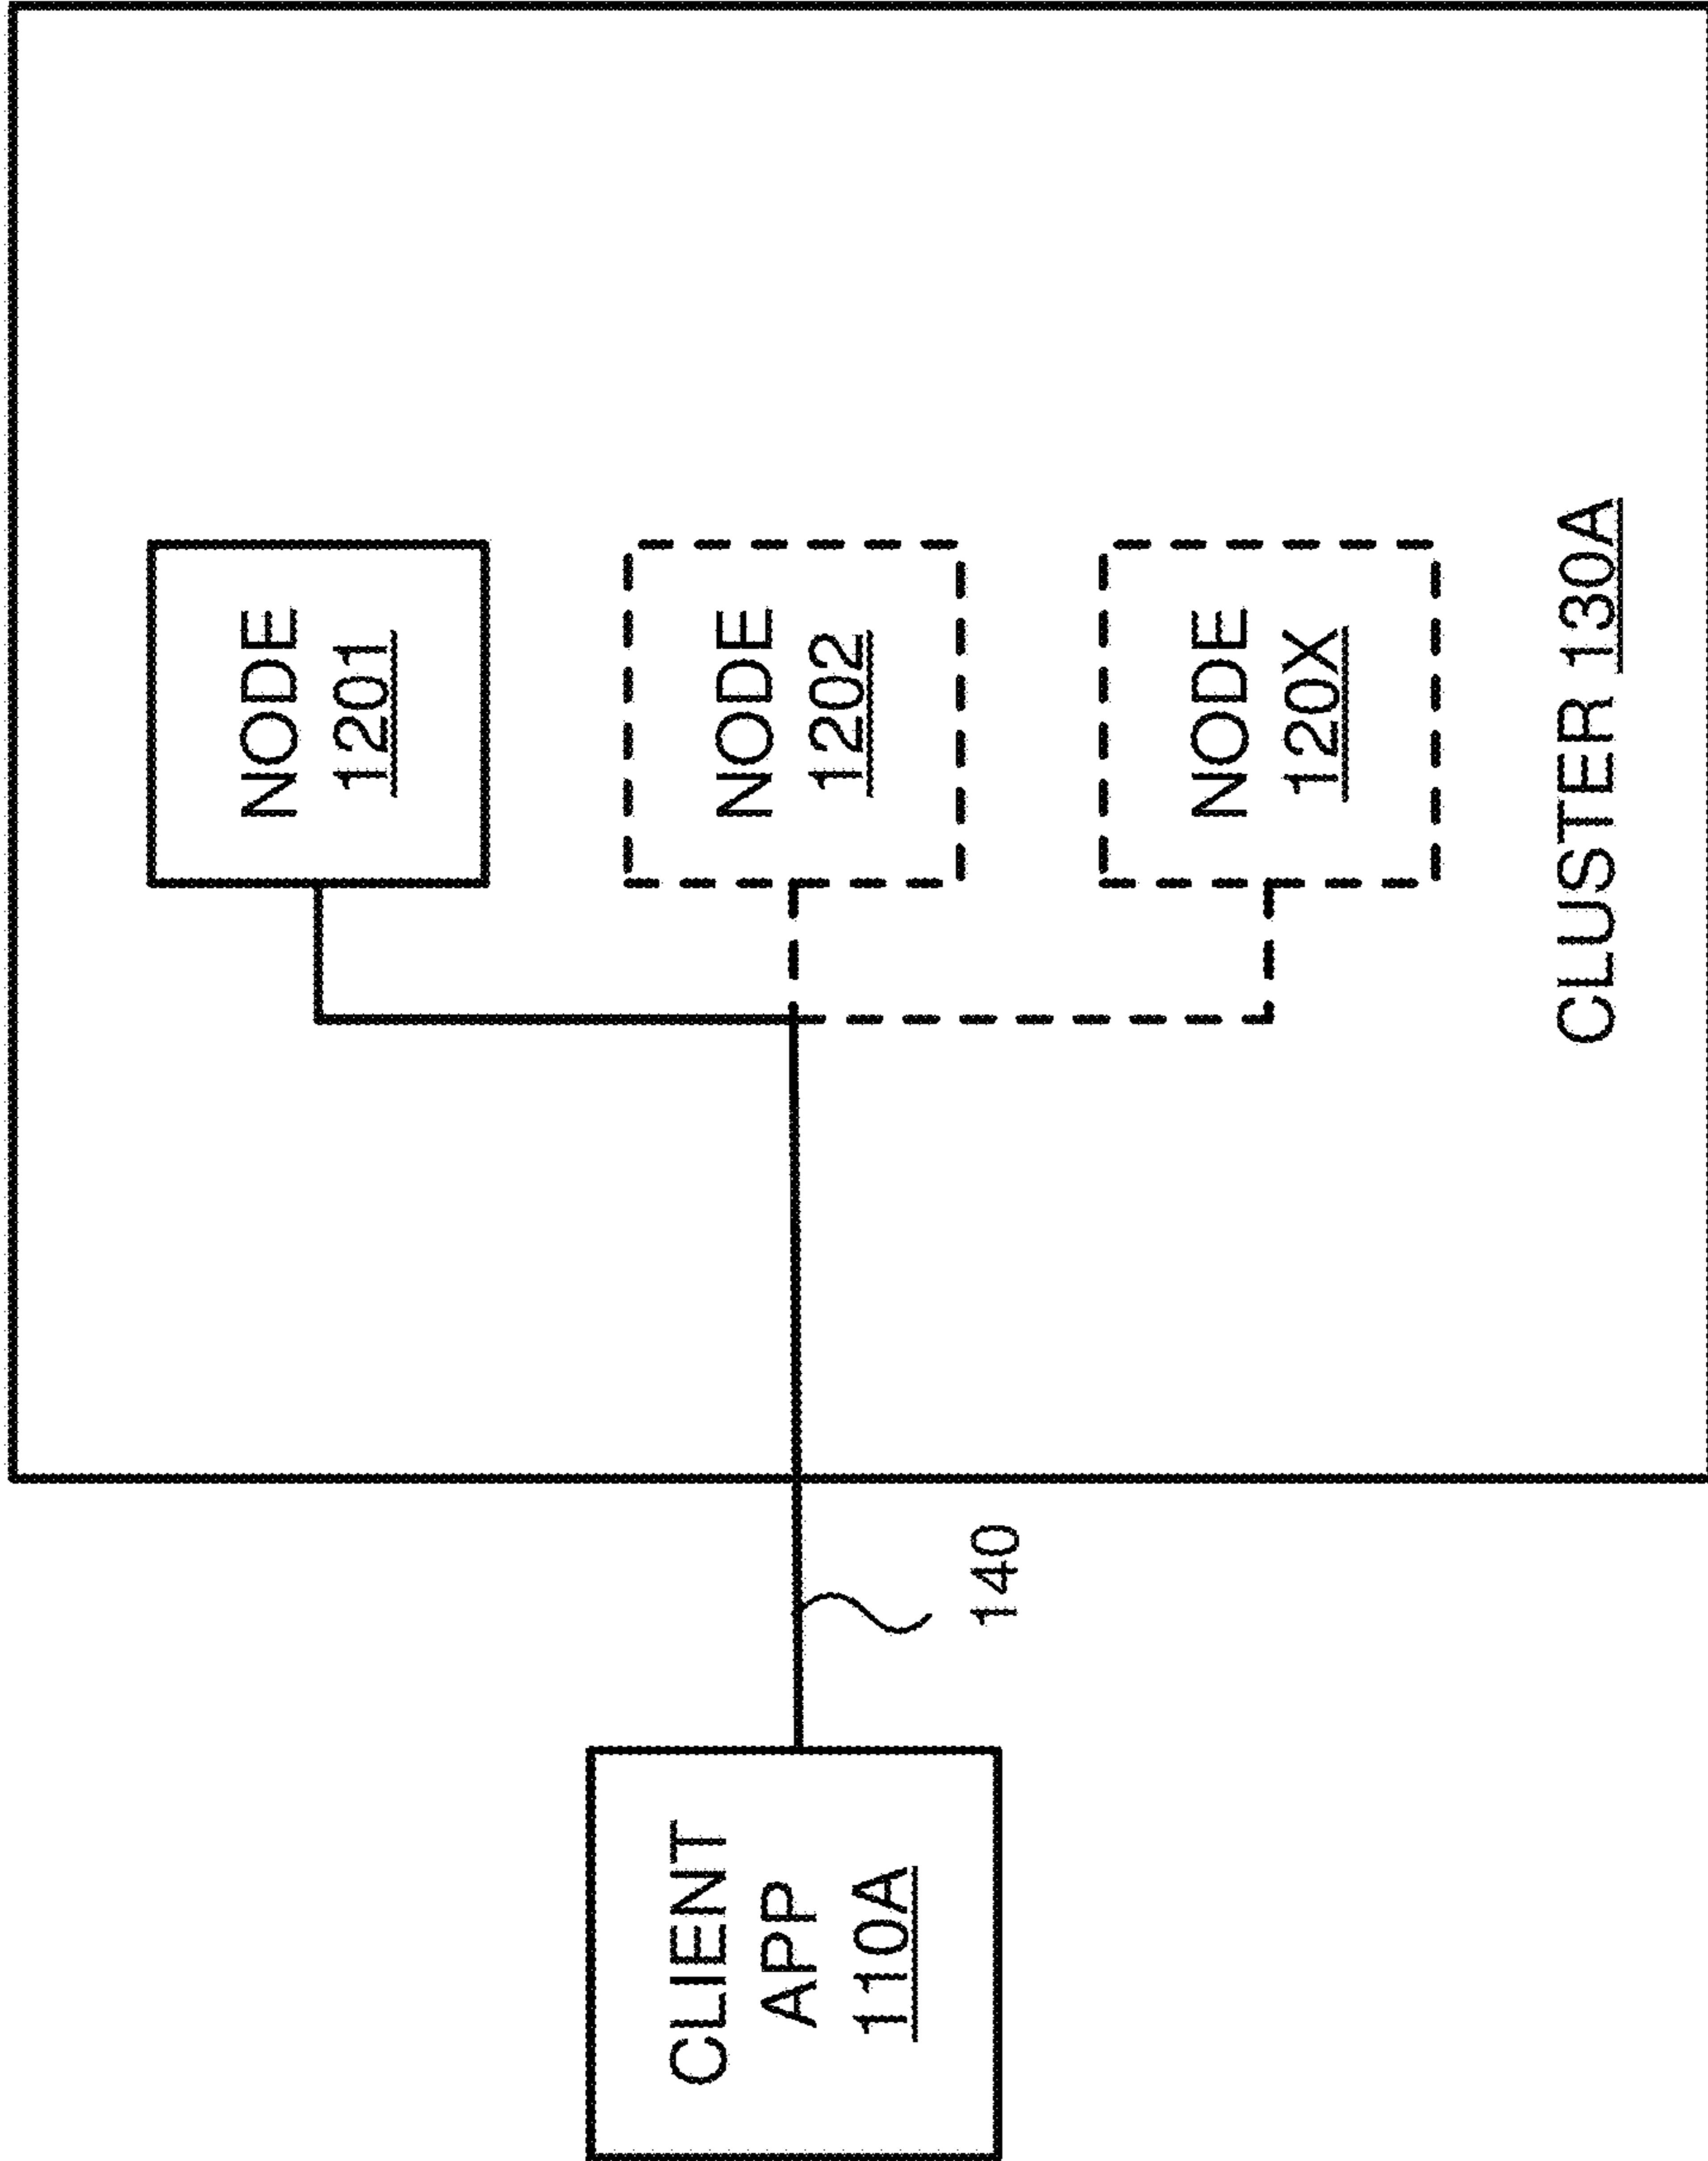 CLIENT
APP
110A
140
NODE
1201
NODE
1202
NODE
120X
CLUSTER 130A